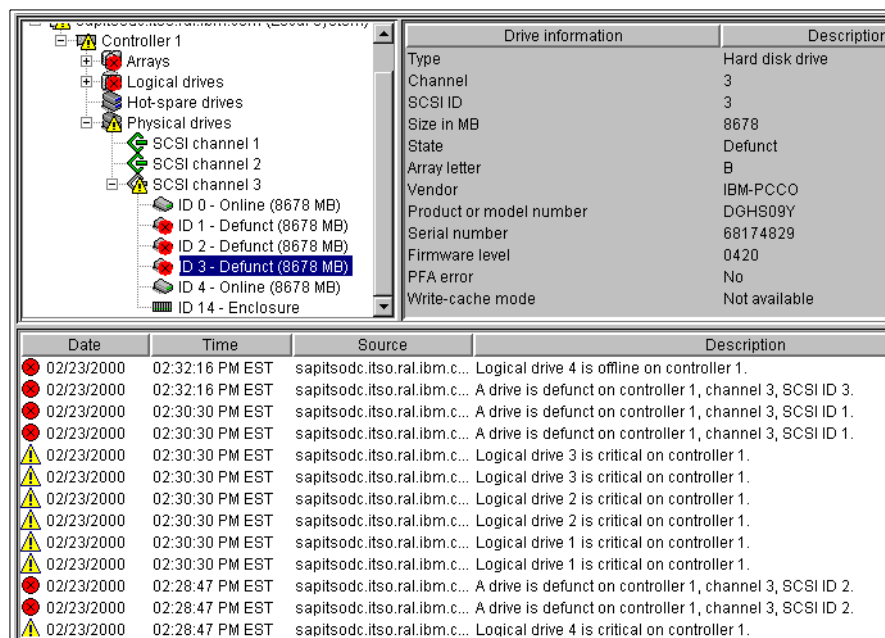 sapitsodc.itso.ral.ibm.com (Local system)
Controller 1
Arrays
Logical drives
Hot-spare drives
Physical drives
SCSI channel 1
SCSI channel 2
SCSI channel 3
ID 0 - Online (8678 MB)
ID 1 - Defunct (8678 MB)
ID 2 - Defunct (8678 MB)
ID 3 - Defunct (8678 MB)
ID 4 - Online (8678 MB)
ID 14 - Enclosure
Drive information Description
Type Hard disk drive
Channel 3
SCSI ID 3
Size in MB 8678
State Defunct
Array letter B
Vendor IBM-PCCO
Product or model number DGHS09Y
Serial number 68174829
Firmware level 0420
PFA error No
Write-cache mode Not available
Date Time Source Description
02/23/2000 02:32:16 PM EST sapitsodc.itso.ral.ibm.c... Logical drive 4 is offline on controller 1.
02/23/2000 02:32:16 PM EST sapitsodc.itso.ral.ibm.c... A drive is defunct on controller 1, channel 3, SCSI ID 3.
02/23/2000 02:30:30 PM EST sapitsodc.itso.ral.ibm.c... A drive is defunct on controller 1, channel 3, SCSI ID 1.
02/23/2000 02:30:30 PM EST sapitsodc.itso.ral.ibm.c... A drive is defunct on controller 1, channel 3, SCSI ID 1.
02/23/2000 02:30:30 PM EST sapitsodc.itso.ral.ibm.c... Logical drive 3 is critical on controller 1.
02/23/2000 02:30:30 PM EST sapitsodc.itso.ral.ibm.c... Logical drive 3 is critical on controller 1.
02/23/2000 02:30:30 PM EST sapitsodc.itso.ral.ibm.c... Logical drive 2 is critical on controller 1.
02/23/2000 02:30:30 PM EST sapitsodc.itso.ral.ibm.c... Logical drive 2 is critical on controller 1.
02/23/2000 02:30:30 PM EST sapitsodc.itso.ral.ibm.c... Logical drive 1 is critical on controller 1.
02/23/2000 02:30:30 PM EST sapitsodc.itso.ral.ibm.c... Logical drive 1 is critical on controller 1.
02/23/2000 02:28:47 PM EST sapitsodc.itso.ral.ibm.c... A drive is defunct on controller 1, channel 3, SCSI ID 2.
02/23/2000 02:28:47 PM EST sapitsodc.itso.ral.ibm.c... A drive is defunct on controller 1, channel 3, SCSI ID 2.
02/23/2000 02:28:47 PM EST sapitsodc.itso.ral.ibm.c... Logical drive 4 is critical on controller 1.